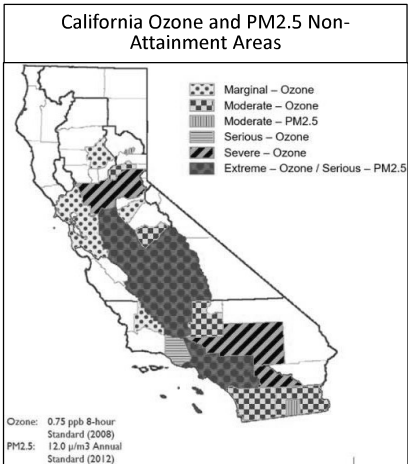 California Ozone and PM2.5 Non-
Attainment Areas
Marginal – Ozone
Moderate – Ozone
Moderate – PM2.5
Serious – Ozone
Severe – Ozone
Extreme – Ozone / Serious – PM2.5
Ozone: 0.75 ppb 8-hour
Standard (2008)
PM2.5: 12.0 µ/m3 Annual
Standard (2012)